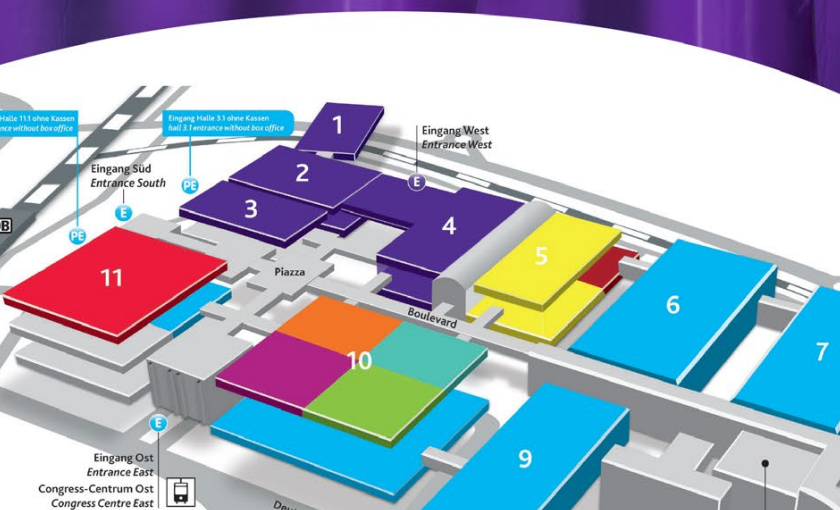 Halle 11.1 ohne Kassen
nce without box office
Eingang Halle 3.1 ohne Kassen
hall 3.1 entrance without box office
1
Eingang West
Entrance West
E
2
Eingang Süd
Entrance South
E
PE
3
4
B
PE
5
11
Piazza
6
Boulevard
7
10
E
9
Eingang Ost
Entrance East
Congress-Centrum Ost
Congress Centre East
Deu